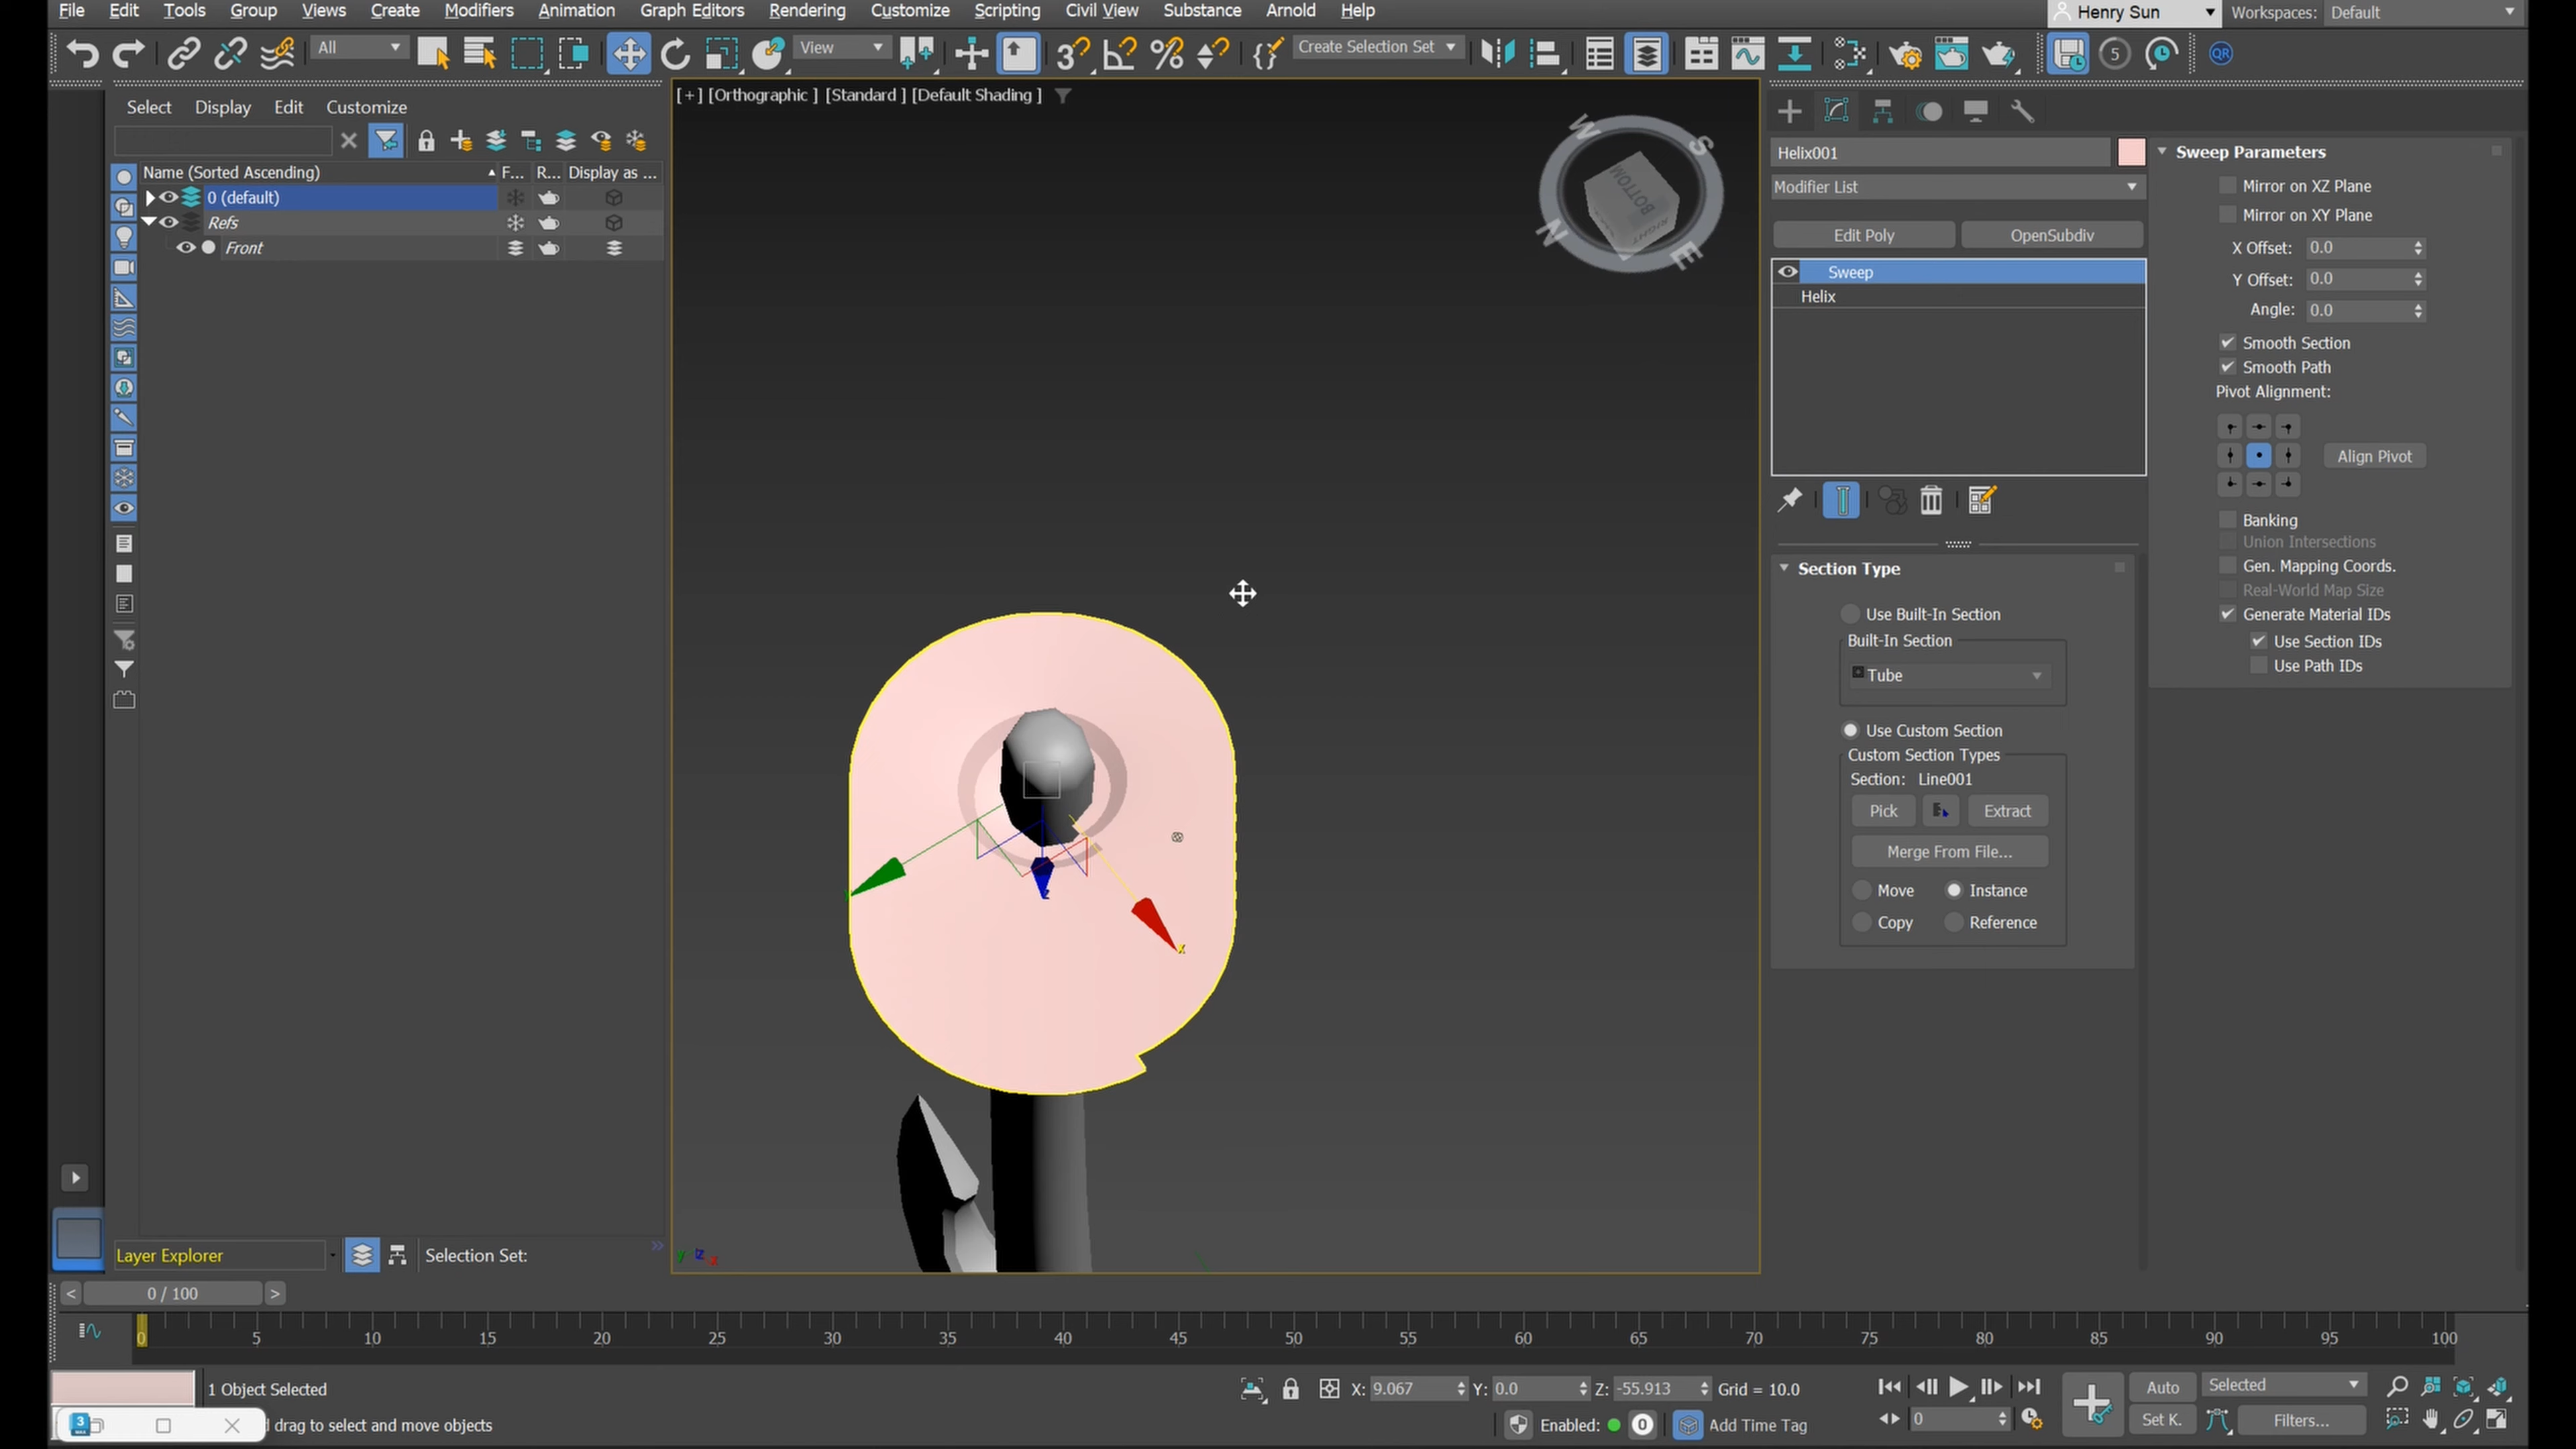 File Edit Tools Group Views Create Modifiers Animation Graph Editors Rendering Customize Scripting Civil View Substance Arnold Help
Henry Sun Workspaces: Default
All View Create Selection Set 5 QR
Select Display Edit Customize
Name (Sorted Ascending) F... R... Display as ...
0 (default)
Refs
Front
[+] [Orthographic ] [Standard ] [Default Shading ]
W S N E
BOTTOM
RIGHT
Helix001
Modifier List
Edit Poly OpenSubdiv
Sweep
Helix
Section Type
Use Built-In Section
Built-In Section
Tube
Use Custom Section
Custom Section Types
Section: Line001
Pick Extract
Merge From File...
Move Instance
Copy Reference
Sweep Parameters
Mirror on XZ Plane
Mirror on XY Plane
X Offset: 0.0
Y Offset: 0.0
Angle: 0.0
Smooth Section
Smooth Path
Pivot Alignment:
Align Pivot
Banking
Union Intersections
Gen. Mapping Coords.
Real-World Map Size
Generate Material IDs
Use Section IDs
Use Path IDs
z
x
y z x
Layer Explorer Selection Set:
< 0 / 100 >
0 5 10 15 20 25 30 35 40 45 50 55 60 65 70 75 80 85 90 95 100
1 Object Selected X: 9.067 Y: 0.0 Z: -55.913 Grid = 10.0 Auto Selected
drag to select and move objects Enabled: 0 Add Time Tag 0 Set K. Filters...